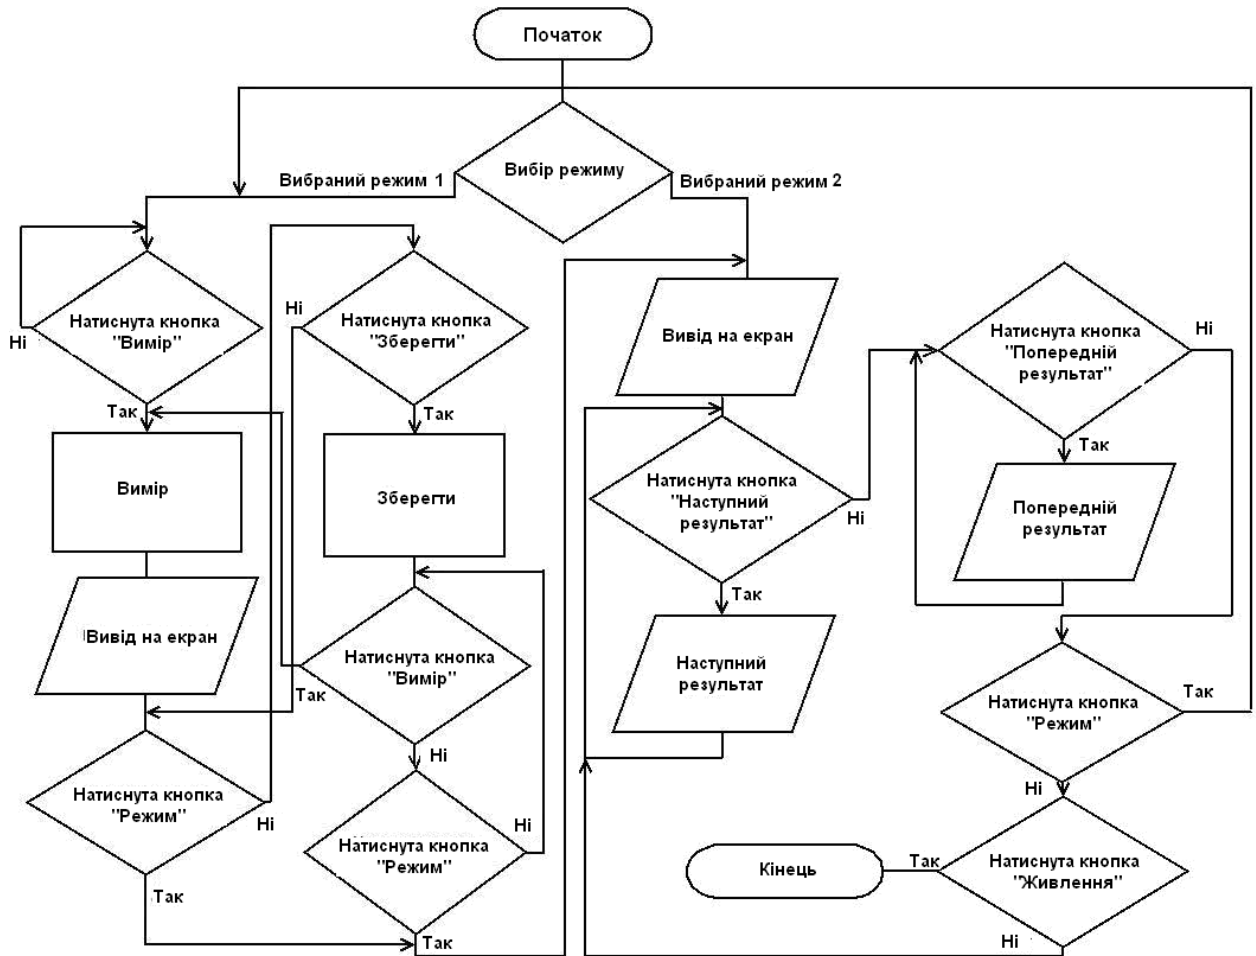 Початок
Вибір режиму
Вибраний режим 1
Вибраний режим 2
Натиснута кнопка
"Вимір"
Ні
Так
Вимір
Вивід на екран
Натиснута кнопка
"Режим"
Ні
Так
Ні
Натиснута кнопка
"Зберегти"
Так
Зберегти
Натиснута кнопка
"Вимір"
Так
Ні
Натиснута кнопка
"Режим"
Ні
Так
Вивід на екран
Натиснута кнопка
"Наступний
результат"
Ні
Так
Наступний
результат
Натиснута кнопка
"Попередній
результат"
Ні
Так
Попередній
результат
Натиснута кнопка
"Режим"
Так
Ні
Натиснута кнопка
"Живлення"
Так
Ні
Кінець